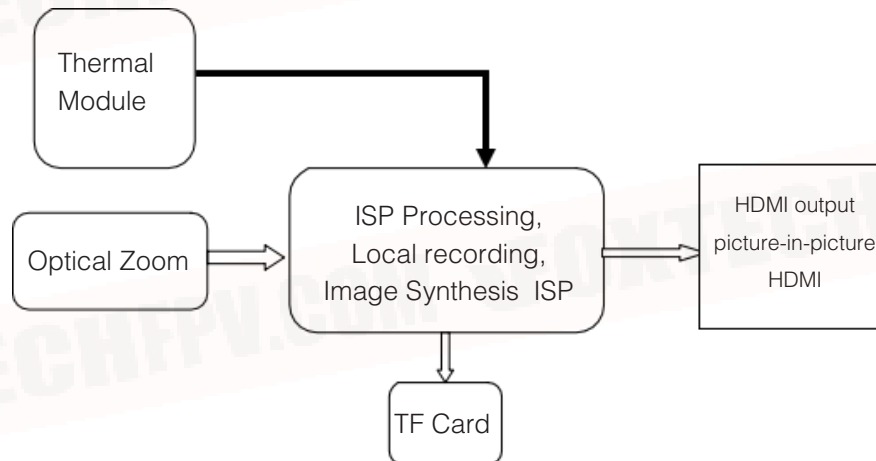 Thermal
Module
ISP Processing,
Local recording,
Image Synthesis ISP
HDMI output
picture-in-picture
HDMI
Optical Zoom
TF Card